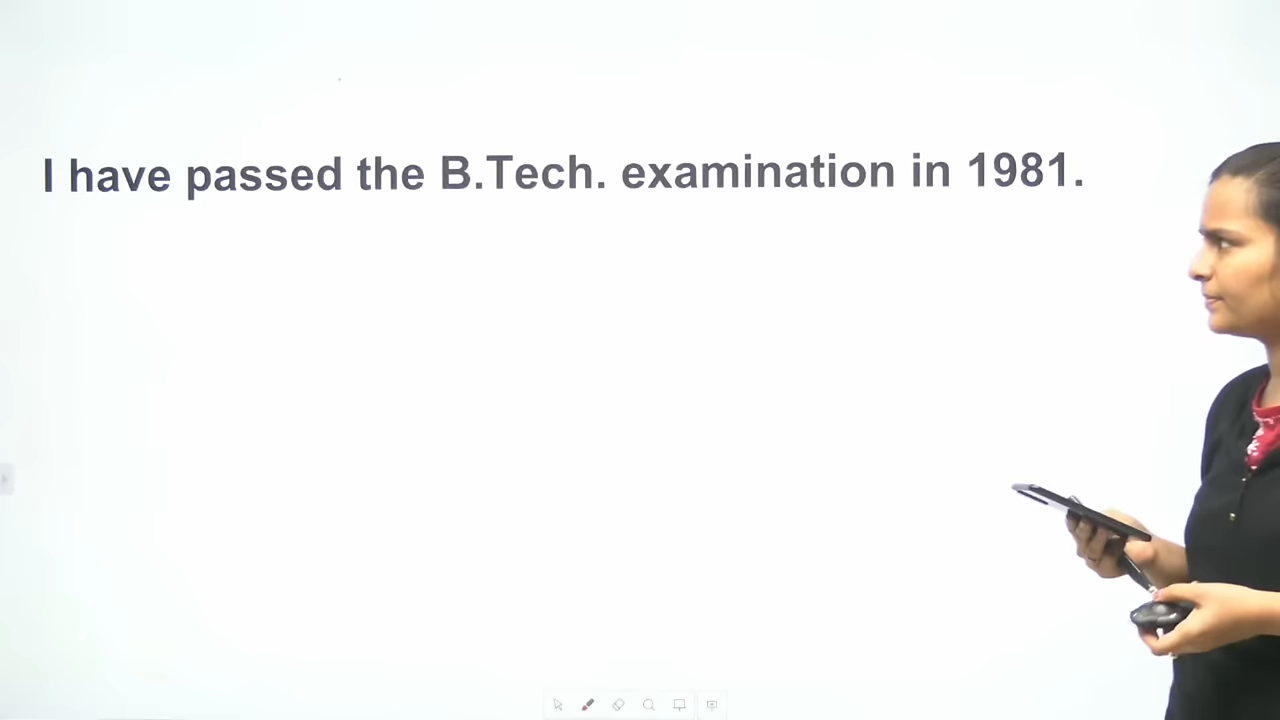 I have passed the B.Tech. examination in 1981.